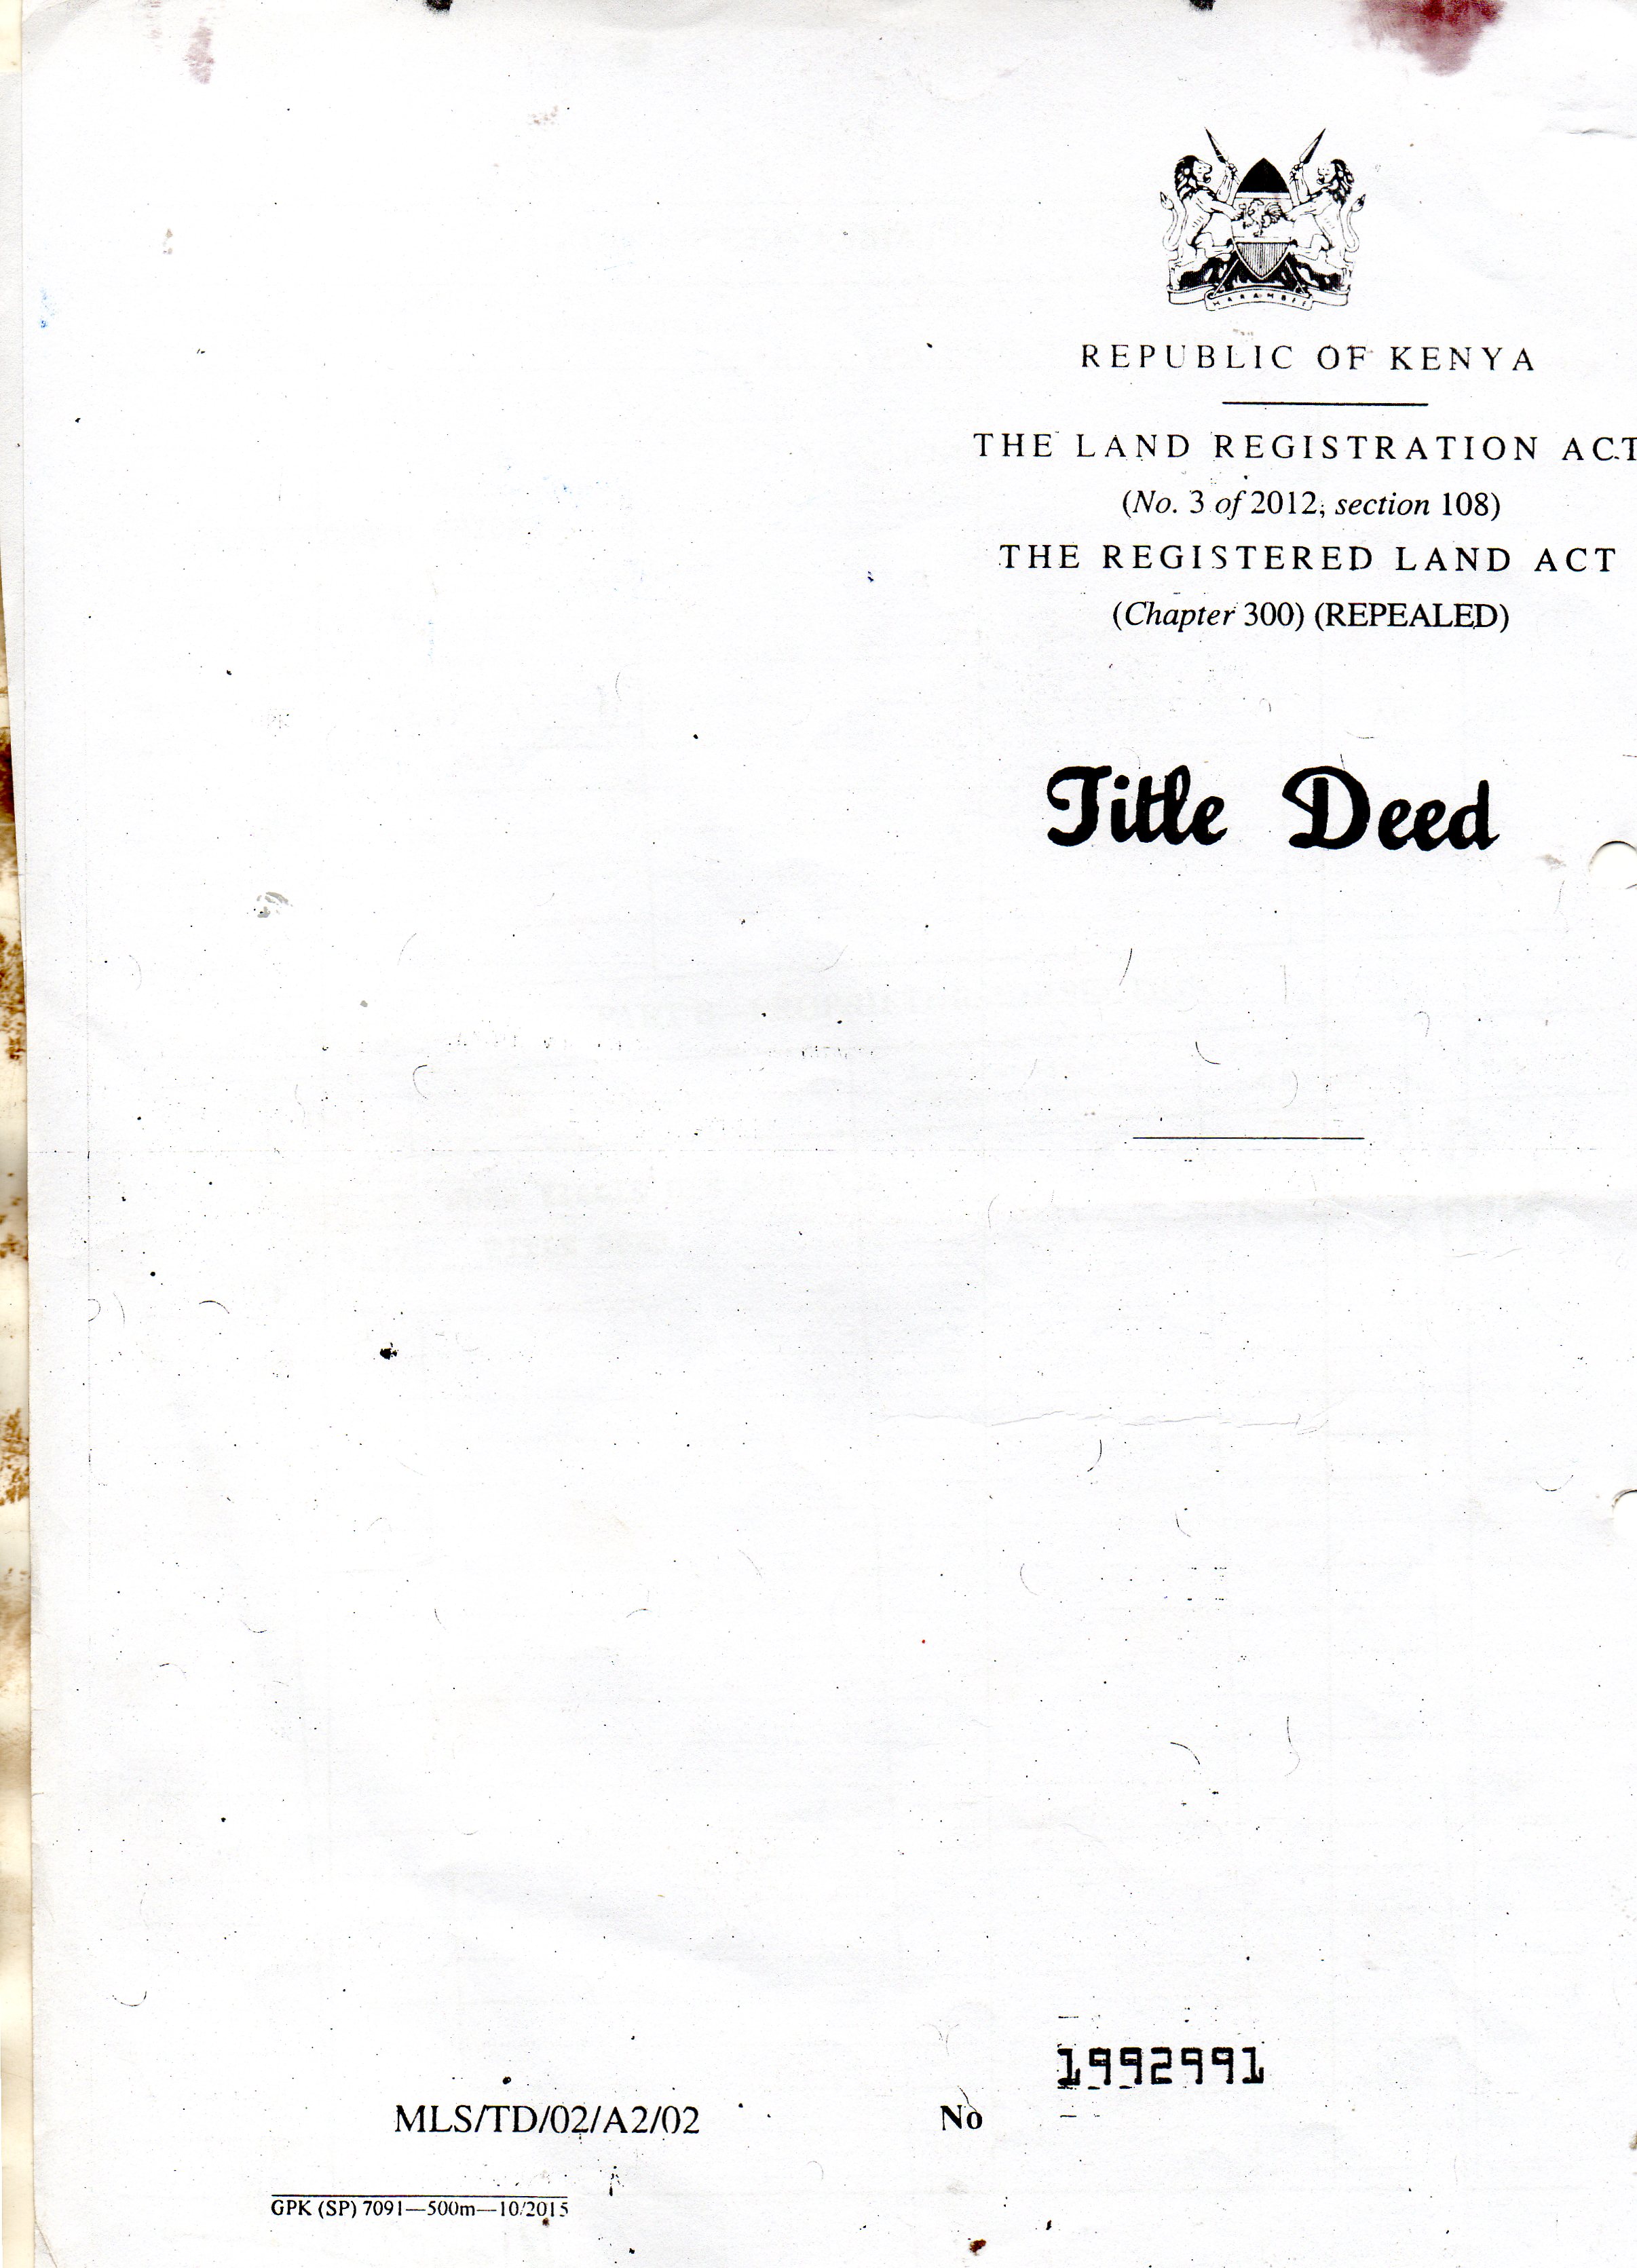 HARAMBEE
REPUBLIC OF KENYA
THE LAND REGISTRATION ACT
(No. 3 of 2012, section 108)
THE REGISTERED LAND ACT
(Chapter 300) (REPEALED)
Title Deed
1992991
MLS/TD/02/A2/02 No
GPK (SP) 7091—500m—10/2015